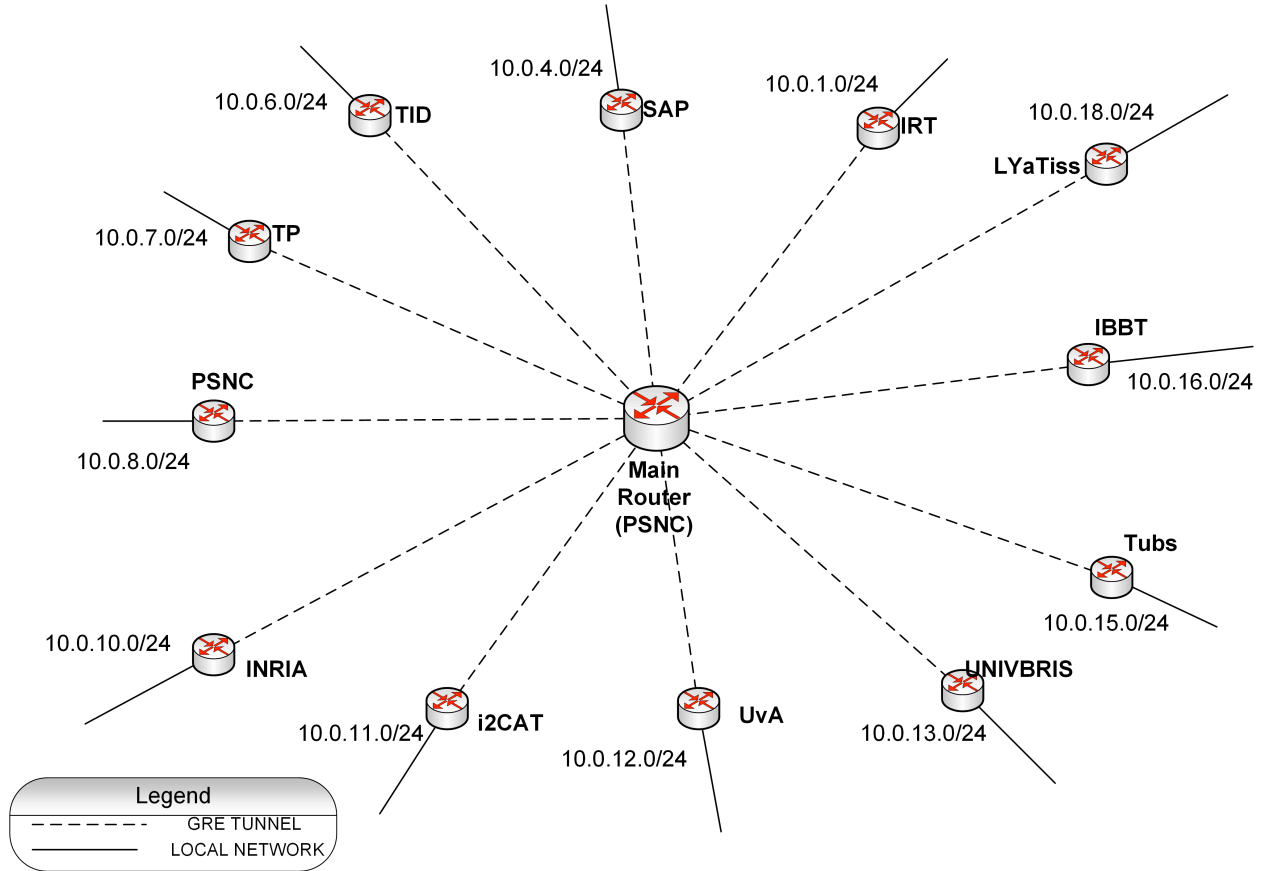 SAP
10.0.4.0/24
IRT
10.0.1.0/24
TID
10.0.6.0/24
LYaTiss
10.0.18.0/24
TP
10.0.7.0/24
IBBT
10.0.16.0/24
PSNC
10.0.8.0/24
Main
Router
(PSNC)
Tubs
10.0.15.0/24
10.0.10.0/24
INRIA
UNIVBRIS
10.0.13.0/24
i2CAT
10.0.11.0/24
UvA
10.0.12.0/24
Legend
GRE TUNNEL
LOCAL NETWORK